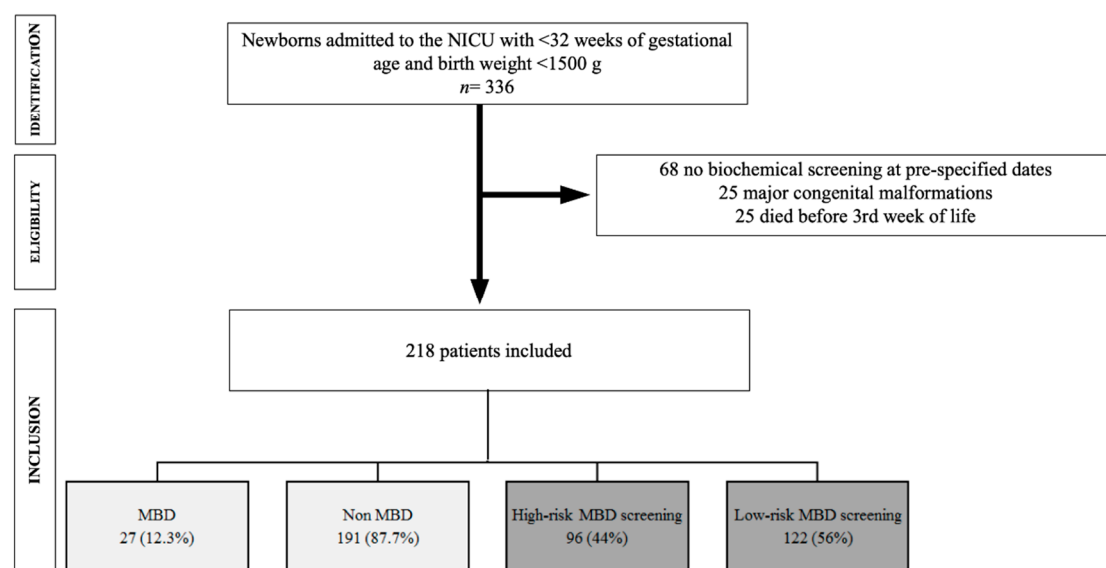 IDENTIFICATION
Newborns admitted to the NICU with <32 weeks of gestational
age and birth weight <1500 g
n= 336
ELIGIBILITY
68 no biochemical screening at pre-specified dates
25 major congenital malformations
25 died before 3rd week of life
INCLUSION
218 patients included
MBD
27 (12.3%)
Non MBD
191 (87.7%)
High-risk MBD screening
96 (44%)
Low-risk MBD screening
122 (56%)